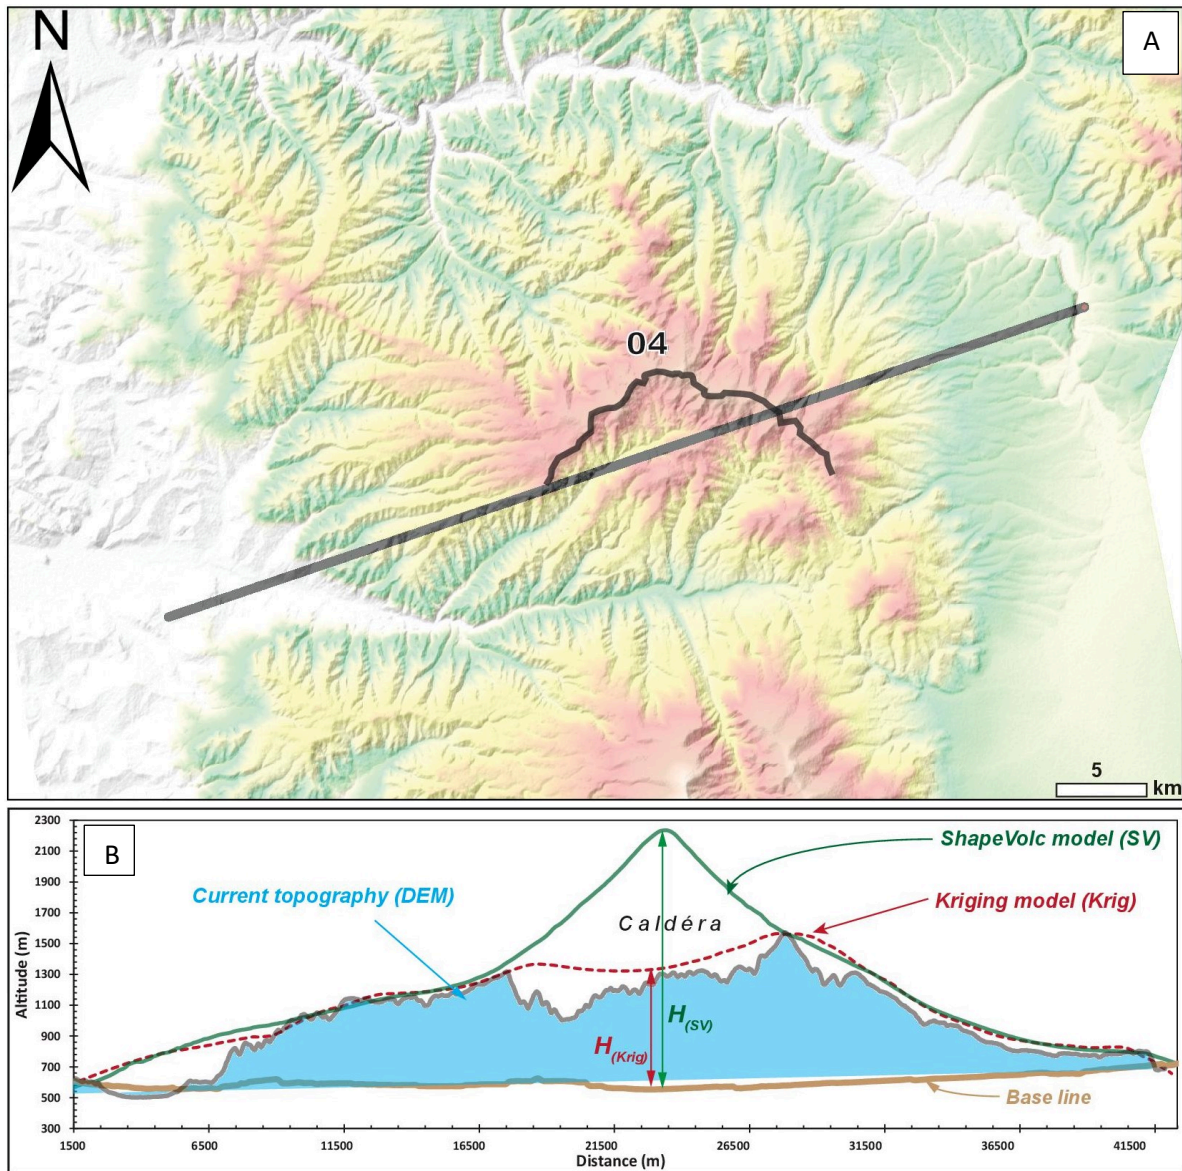 N
A
04
5
km
B
2300
2100
1900
1700
1500
1300
1100
900
700
500
300
Altitude (m)
ShapeVolc model (SV)
Current topography (DEM)
Kriging model (Krig)
Caldéra
H(SV)
H(Krig)
Base line
1500
6500
11500
16500
21500
26500
31500
36500
41500
Distance (m)